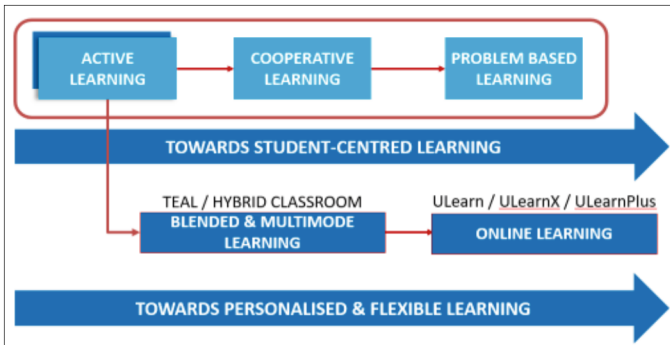 ACTIVE
LEARNING
COOPERATIVE
LEARNING
PROBLEM BASED
LEARNING
TOWARDS STUDENT-CENTRED LEARNING
TEAL / HYBRID CLASSROOM
BLENDED & MULTIMODE
LEARNING
ULearn / ULearnX / ULearnPlus
ONLINE LEARNING
TOWARDS PERSONALISED & FLEXIBLE LEARNING